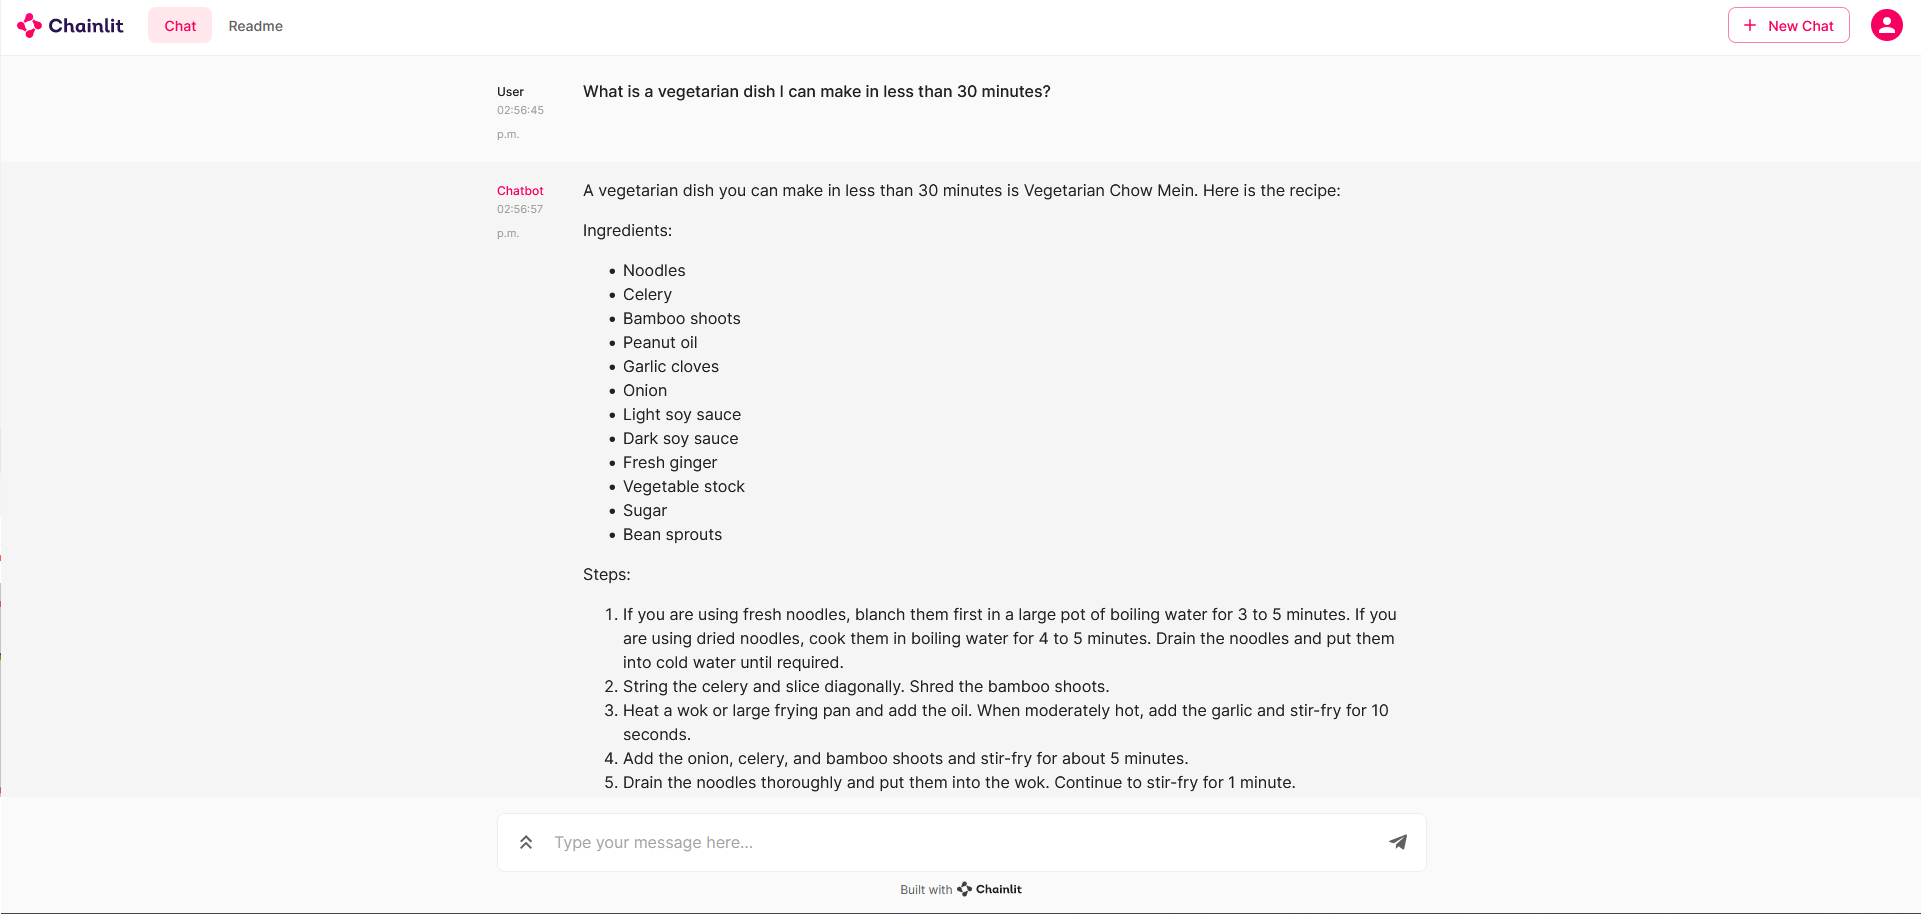 Chainlit
Chat
Readme
+ New Chat
User
02:56:45
p.m.
What is a vegetarian dish I can make in less than 30 minutes?
Chatbot
02:56:57
p.m.
A vegetarian dish you can make in less than 30 minutes is Vegetarian Chow Mein. Here is the recipe:
Ingredients:
• Noodles
• Celery
• Bamboo shoots
• Peanut oil
• Garlic cloves
• Onion
• Light soy sauce
• Dark soy sauce
• Fresh ginger
• Vegetable stock
• Sugar
• Bean sprouts
Steps:
1. If you are using fresh noodles, blanch them first in a large pot of boiling water for 3 to 5 minutes. If you
are using dried noodles, cook them in boiling water for 4 to 5 minutes. Drain the noodles and put them
into cold water until required.
2. String the celery and slice diagonally. Shred the bamboo shoots.
3. Heat a wok or large frying pan and add the oil. When moderately hot, add the garlic and stir-fry for 10
seconds.
4. Add the onion, celery, and bamboo shoots and stir-fry for about 5 minutes.
5. Drain the noodles thoroughly and put them into the wok. Continue to stir-fry for 1 minute.
Type your message here...
Built with Chainlit